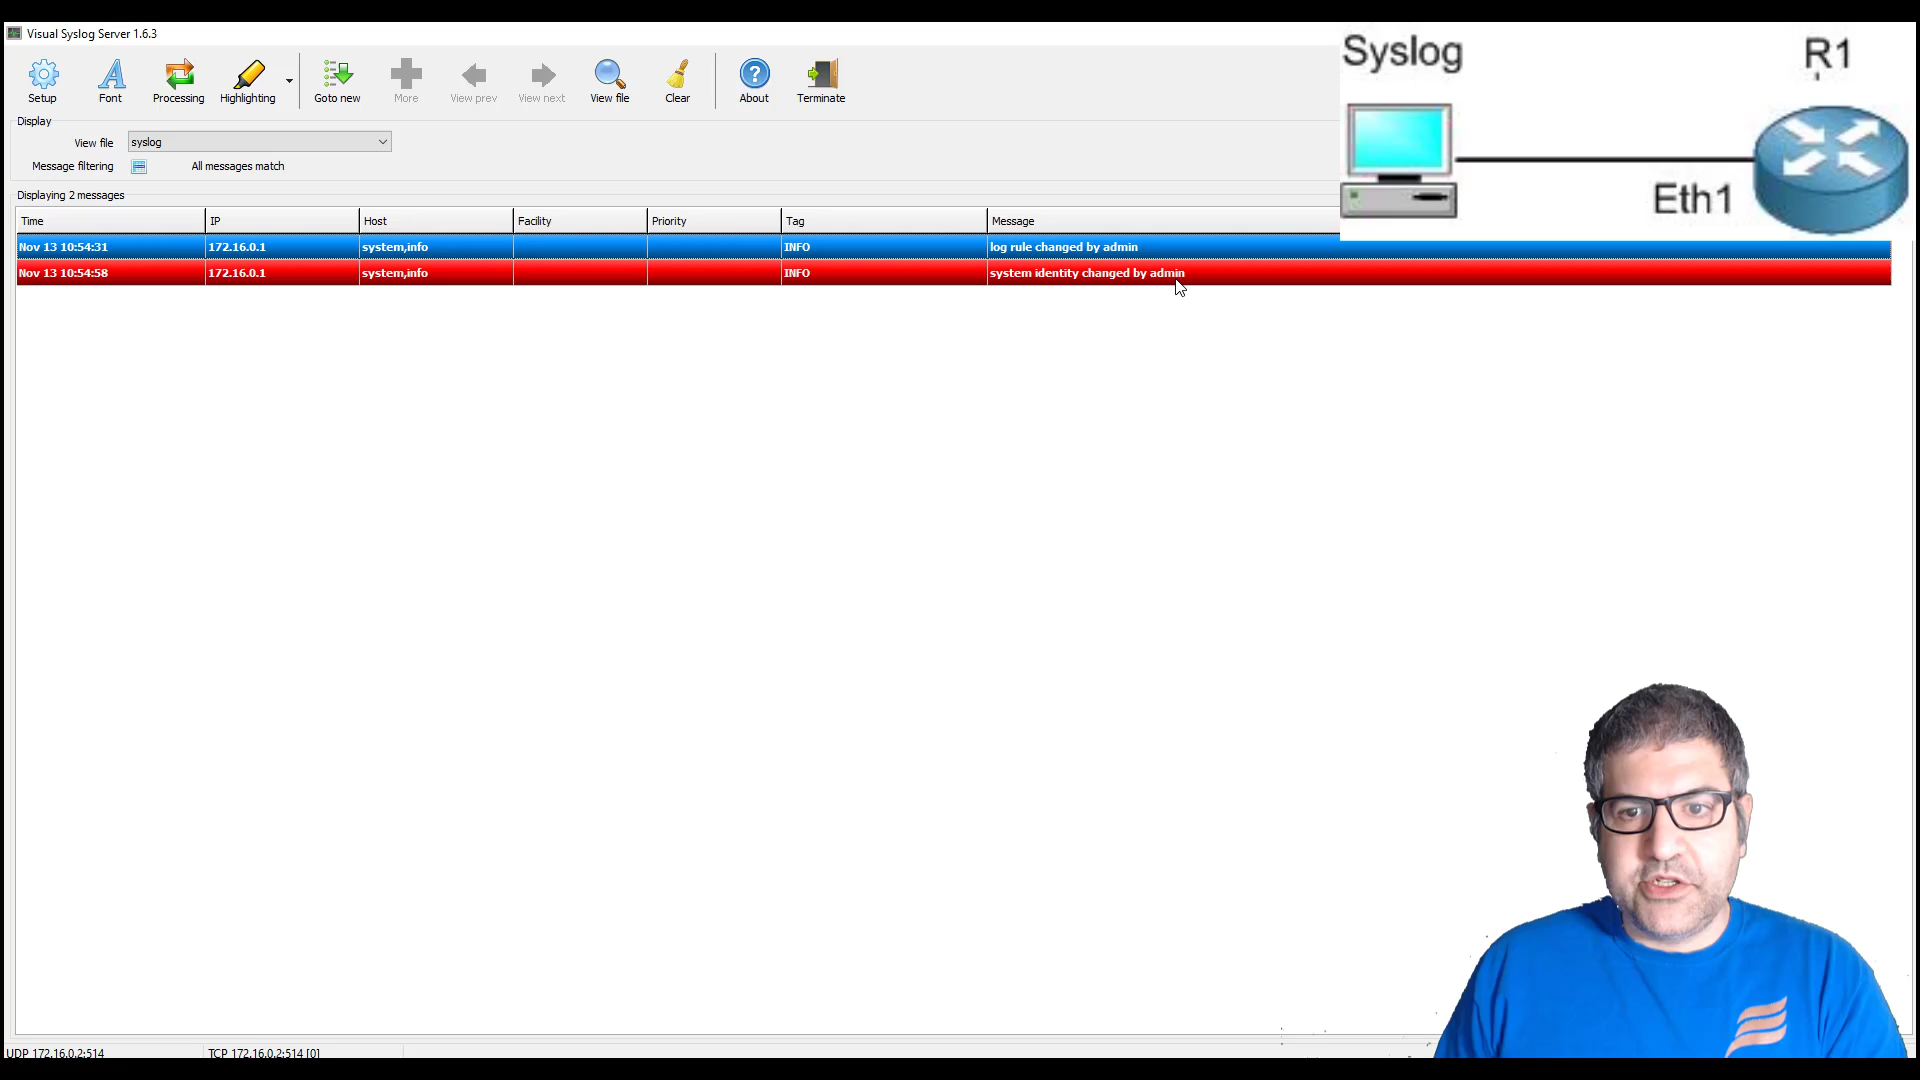 Visual Syslog Server 1.6.3
Setup
Font
Processing
Highlighting
Goto new
More
View prev
View next
View file
Clear
About
Terminate
Display
View file
syslog
Message filtering
All messages match
Displaying 2 messages
Time IP Host Facility Priority Tag Message
Nov 13 10:54:31 172.16.0.1 system,info INFO log rule changed by admin
Nov 13 10:54:58 172.16.0.1 system,info INFO system identity changed by admin
UDP 172.16.0.2:514 TCP 172.16.0.2:514 [0]
Syslog
R1
Eth1